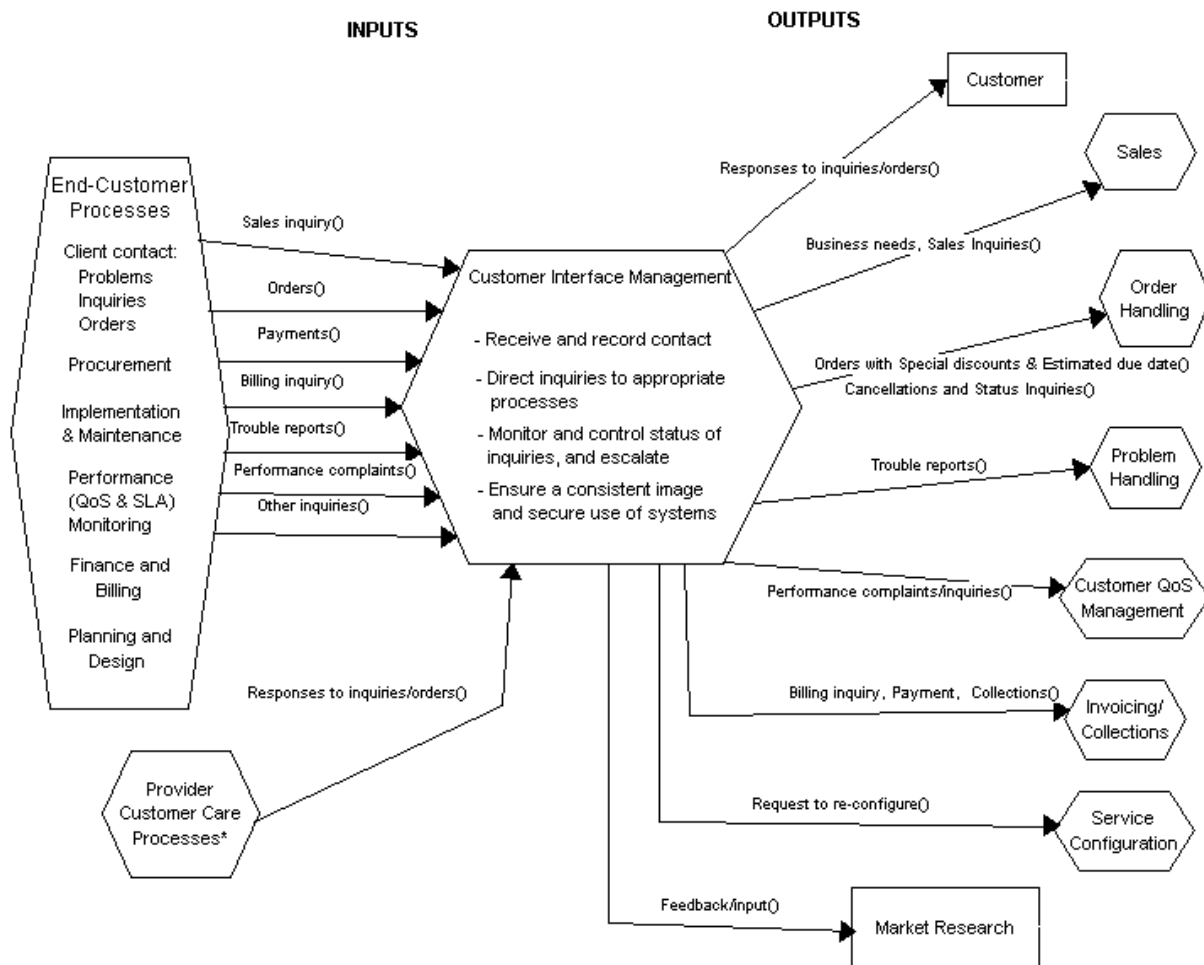 INPUTS
OUTPUTS
Customer
Sales
Responses to inquiries/orders()
Business needs, Sales Inquiries()
End-Customer
Processes
Client contact:
Problems
Inquiries
Orders
Procurement
Implementation
& Maintenance
Performance
(QoS & SLA)
Monitoring
Finance and
Billing
Planning and
Design
Sales inquiry()
Orders()
Payments()
Billing inquiry()
Trouble reports()
Performance complaints()
Other inquiries()
Customer Interface Management
- Receive and record contact
- Direct inquiries to appropriate
processes
- Monitor and control status of
inquiries, and escalate
- Ensure a consistent image
and secure use of systems
Order
Handling
Orders with Special discounts & Estimated due date()
Cancellations and Status Inquiries()
Trouble reports()
Problem
Handling
Performance complaints/inquiries()
Customer QoS
Management
Responses to inquiries/orders()
Billing inquiry, Payment, Collections()
Invoicing/
Collections
Provider
Customer Care
Processes*
Request to re-configure()
Service
Configuration
Feedback/input()
Market Research